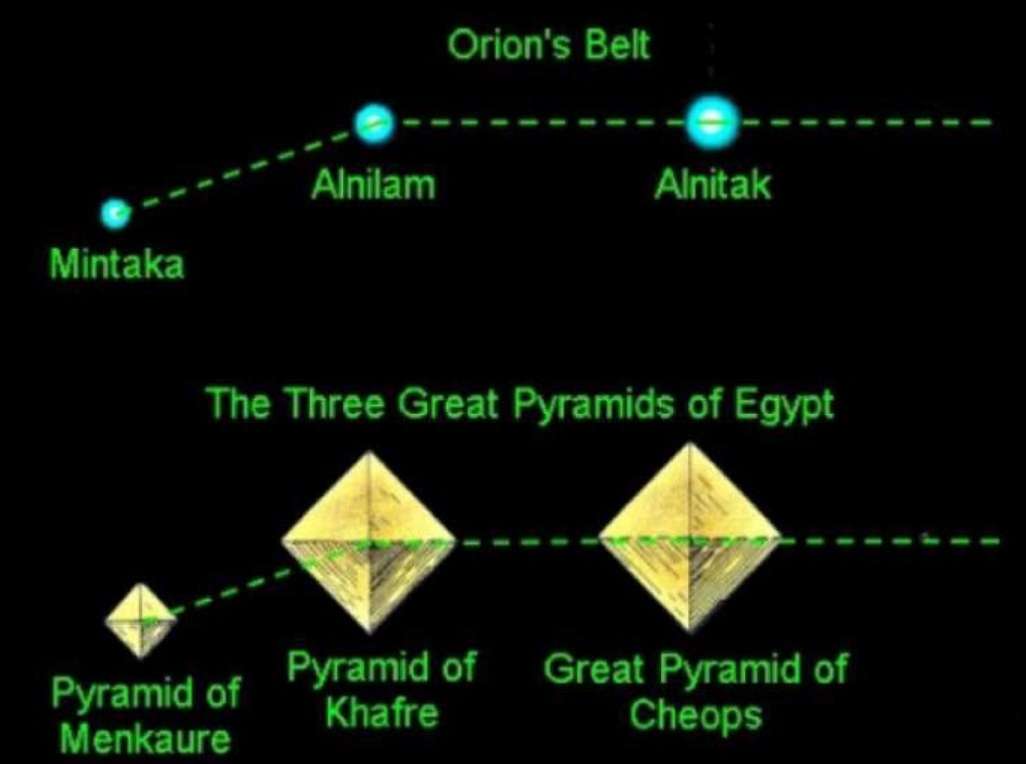 Orion's Belt
Alnilam
Alnitak
Mintaka
The Three Great Pyramids of Egypt
Pyramid of
Menkaure
Pyramid of
Khafre
Great Pyramid of
Cheops